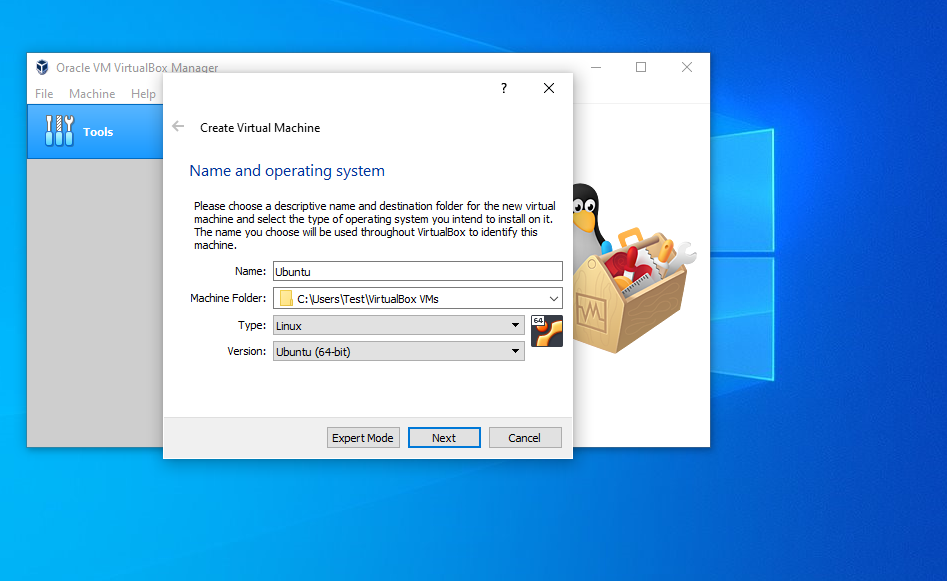 Oracle VM VirtualBox Manager
File Machine Help
Tools
?
Create Virtual Machine
Name and operating system
Please choose a descriptive name and destination folder for the new virtual
machine and select the type of operating system you intend to install on it.
The name you choose will be used throughout VirtualBox to identify this
machine.
Name: Ubuntu
Machine Folder: C:\Users\Test\VirtualBox VMs
Type: Linux
64
Version: Ubuntu (64-bit)
Expert Mode Next Cancel